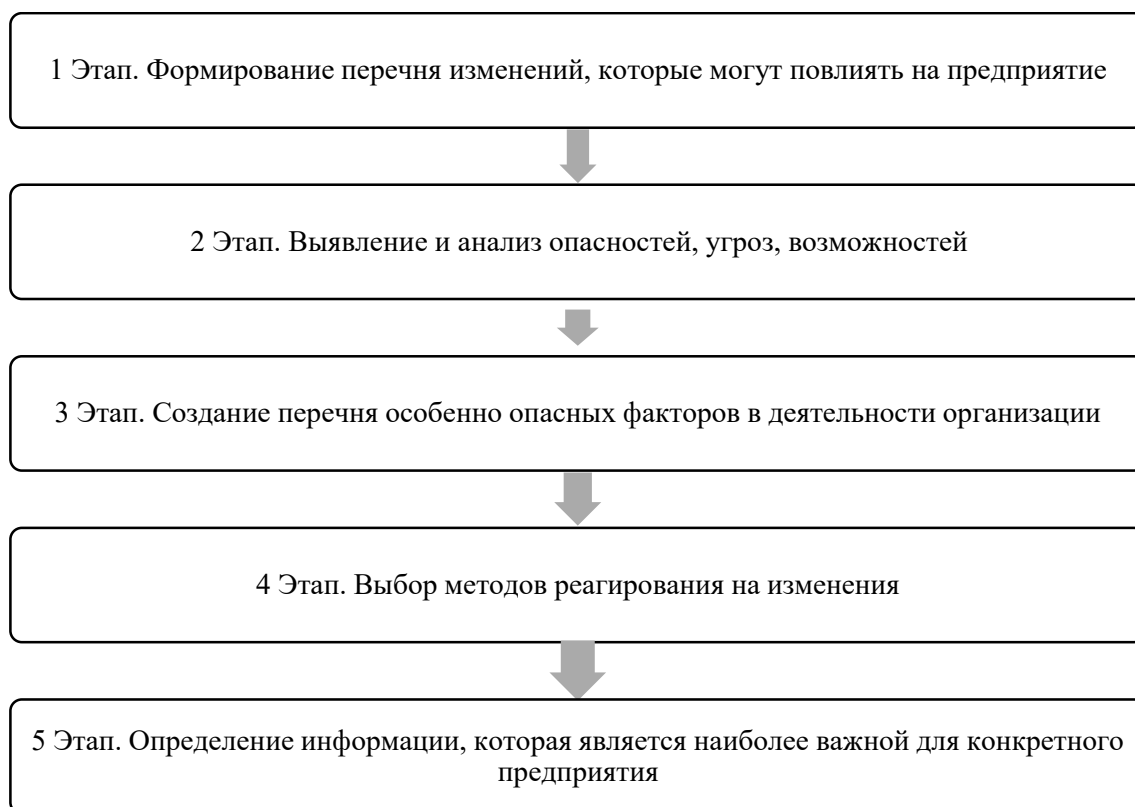 1 Этап. Формирование перечня изменений, которые могут повлиять на предприятие
2 Этап. Выявление и анализ опасностей, угроз, возможностей
3 Этап. Создание перечня особенно опасных факторов в деятельности организации
4 Этап. Выбор методов реагирования на изменения
5 Этап. Определение информации, которая является наиболее важной для конкретного
предприятия